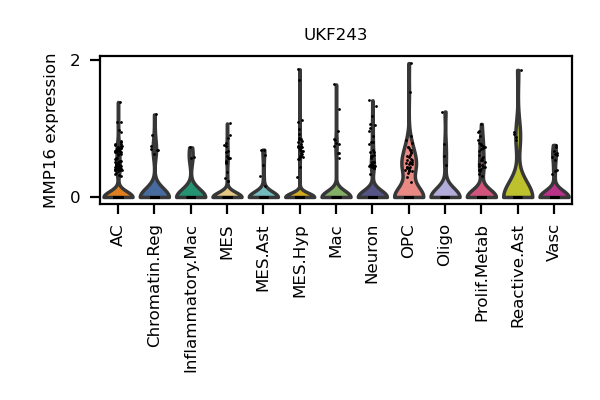 UKF243
MMP16 expression
2
0
AC
Chromatin.Reg
Inflammatory.Mac
MES
MES.Ast
MES.Hyp
Mac
Neuron
OPC
Oligo
Prolif.Metab
Reactive.Ast
Vasc